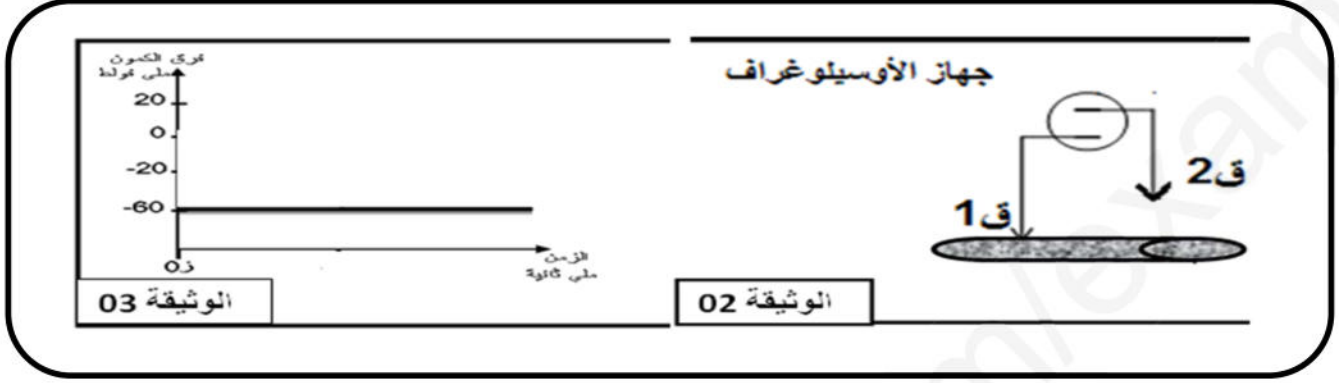 جهاز الأوسيلوغراف
ق1
ق2
الوثيقة 02
فرق الكمون
ملي فولط
20
0
-20
-60
ز0
الزمن
ملي ثانية
الوثيقة 03